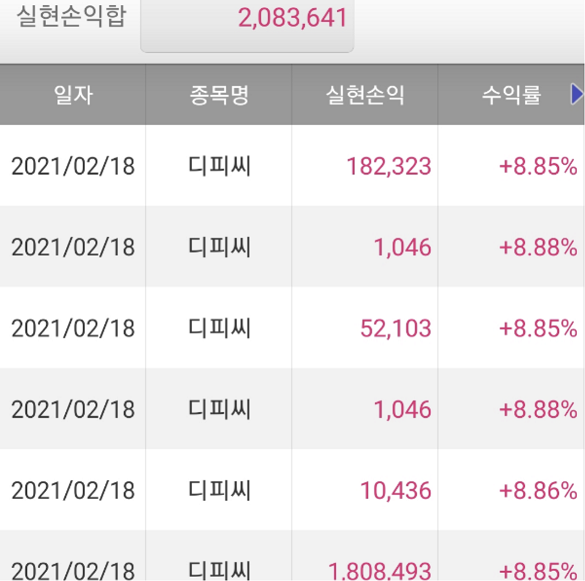 실현손익합 2,083,641
일자 종목명 실현손익 수익률
2021/02/18 디피씨 182,323 +8.85%
2021/02/18 디피씨 1,046 +8.88%
2021/02/18 디피씨 52,103 +8.85%
2021/02/18 디피씨 1,046 +8.88%
2021/02/18 디피씨 10,436 +8.86%
2021/02/18 디피씨 1,808,493 +8.85%